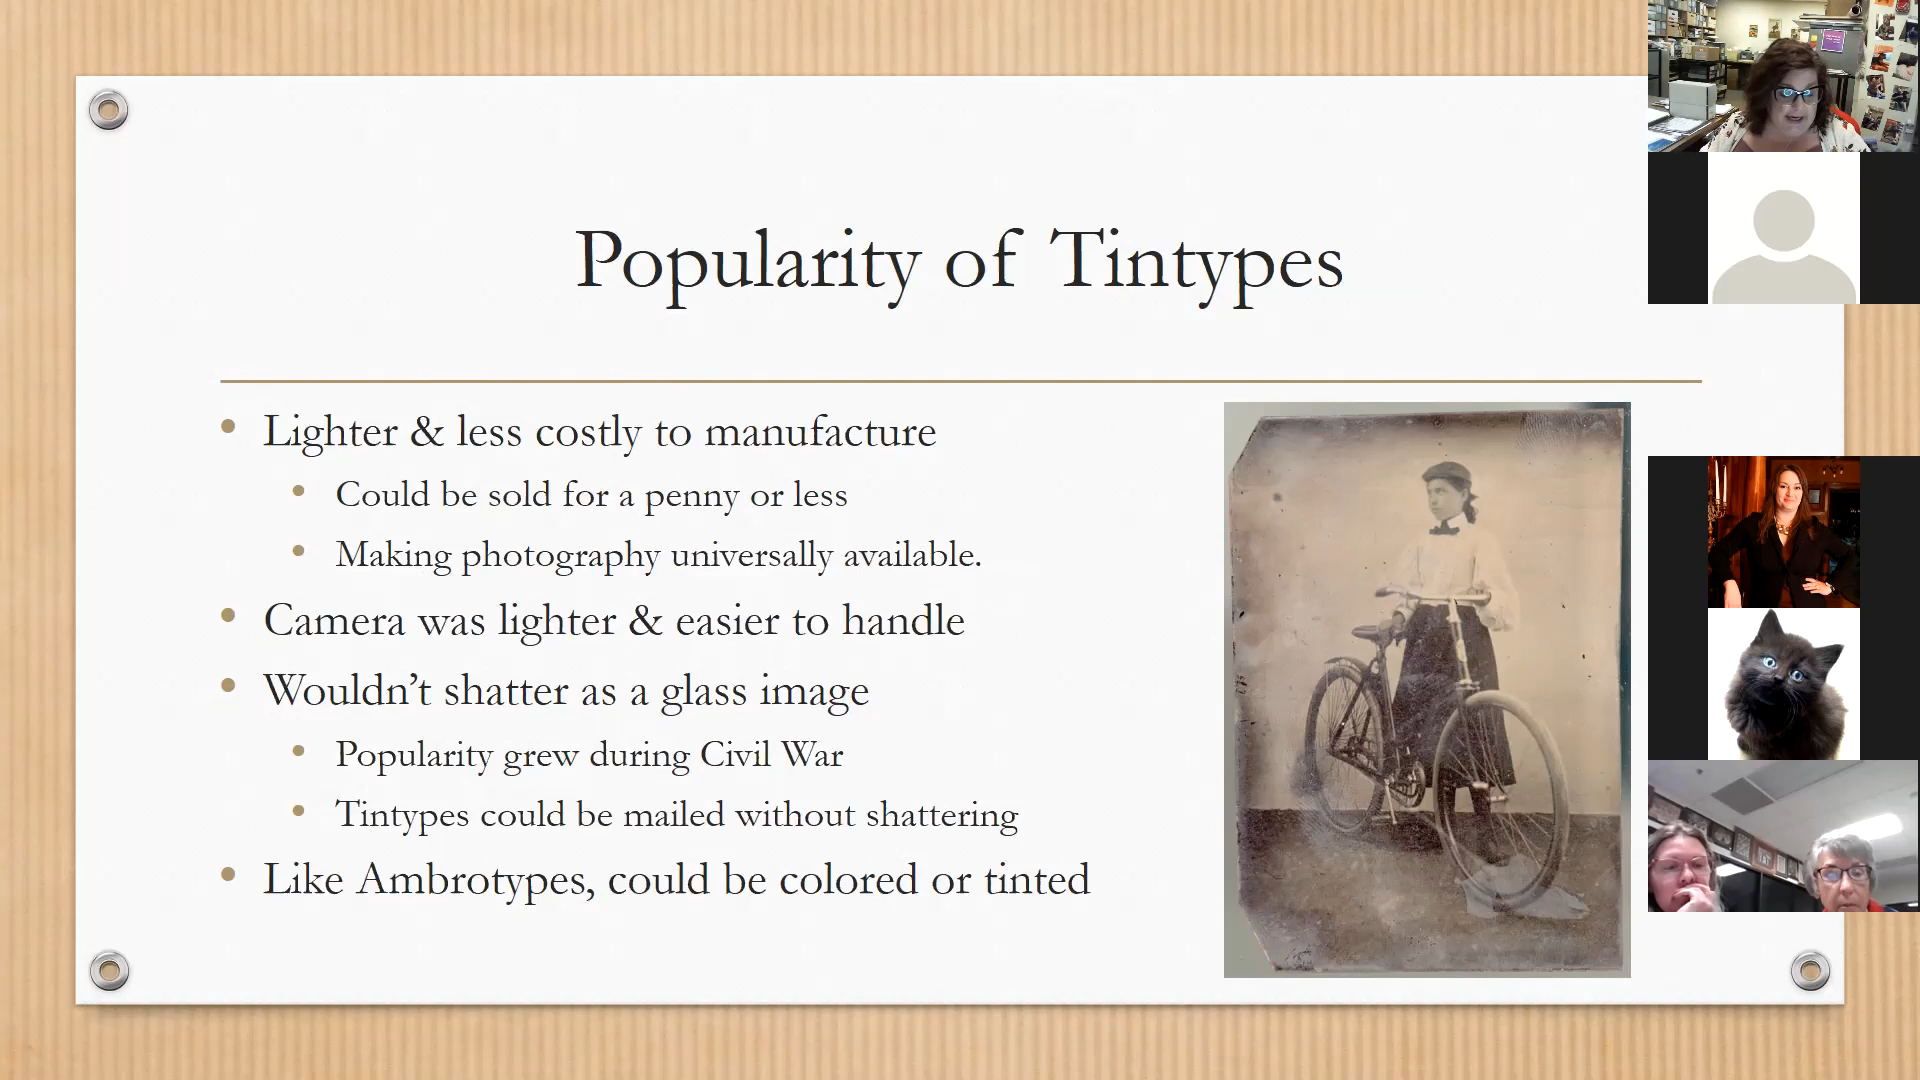 Popularity of Tintypes
• Lighter & less costly to manufacture
• Could be sold for a penny or less
• Making photography universally available.
• Camera was lighter & easier to handle
• Wouldn’t shatter as a glass image
• Popularity grew during Civil War
• Tintypes could be mailed without shattering
• Like Ambrotypes, could be colored or tinted